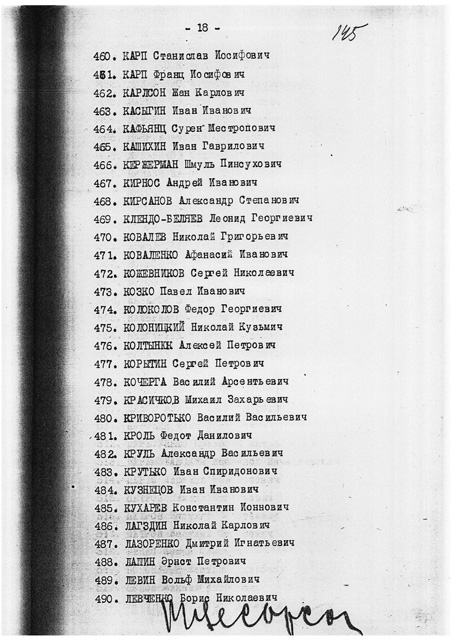 - 18 -
145
460. КАРП Станислав Иосифович
461. КАРП Франц Иосифович
462. КАРЛСОН Жан Карлович
463. КАСЫГИН Иван Иванович
464. КАФЬЯНЦ Сурен Местропович
465. КАШИХИН Иван Гаврилович
466. КЕРЖЕРМАН Шмуль Пинсухович
467. КИРНОС Андрей Иванович
468. КИРСАНОВ Александр Степанович
469. КЛЕНДО-БЕЛЯЕВ Леонид Георгиевич
470. КОВАЛЕВ Николай Григорьевич
471. КОВАЛЕНКО Афанасий Иванович
472. КОЖЕВНИКОВ Сергей Николаевич
473. КОЗКО Павел Иванович
474. КОЛОКОЛОВ Федор Георгиевич
475. КОЛОНИЦКИЙ Николай Кузьмич
476. КОЛТЫНЮК Алексей Петрович
477. КОРЫТИН Сергей Петрович
478. КОЧЕРГА Василий Арсентьевич
479. КРАСИЧКОВ Михаил Захарьевич
480. КРИВОРОТЬКО Василий Васильевич
481. КРОЛЬ Федот Данилович
482. КРУЛЬ Александр Васильевич
483. КРУТЬКО Иван Спиридонович
484. КУЗНЕЦОВ Иван Иванович
485. КУХАРЕВ Константин Ионнович
486. ЛАГЗДИН Николай Карлович
487. ЛАЗОРЕНКО Дмитрий Игнатьевич
488. ЛАПИН Эрнст Петрович
489. ЛЕВИН Вольф Михайлович
490. ЛЕВЧЕНКО Борис Николаевич